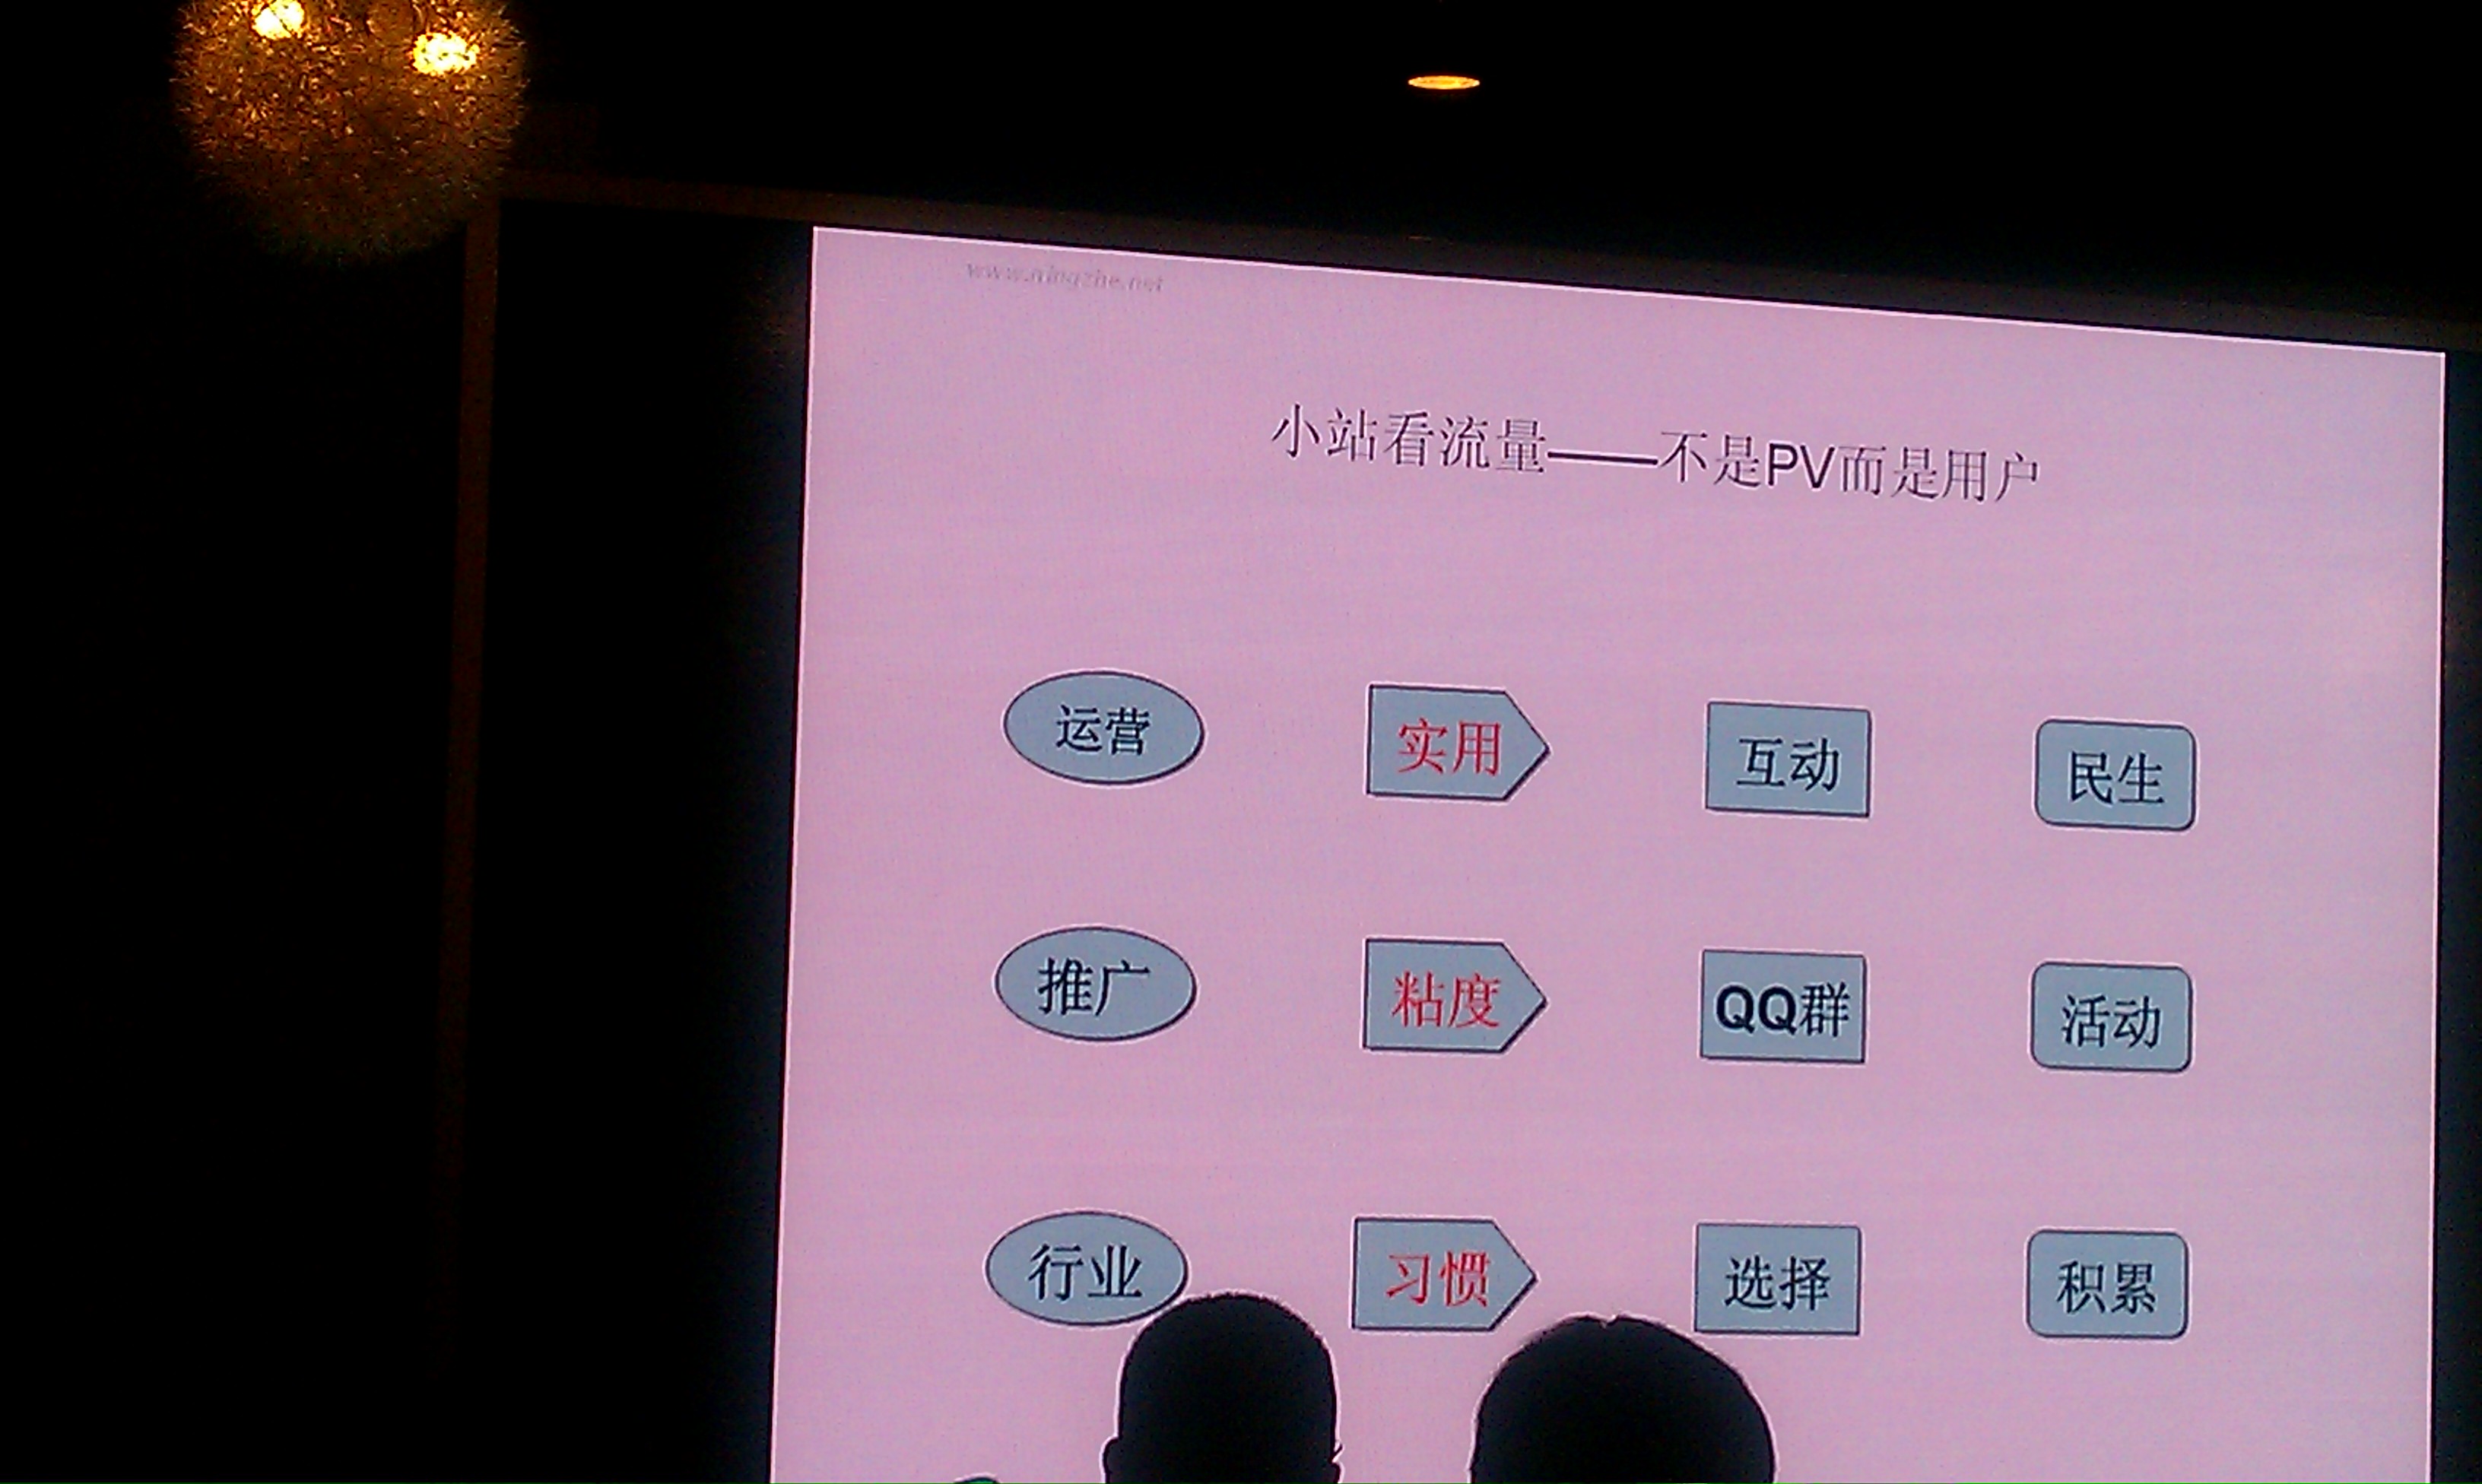 www.ningzhe.net
小站看流量——不是PV而是用户
运营 实用 互动 民生
推广 粘度 QQ群 活动
行业 习惯 选择 积累